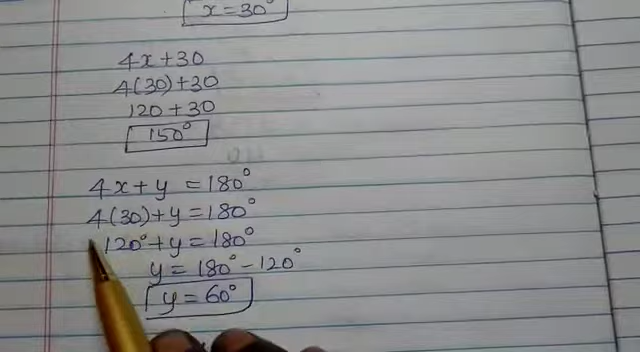 x = 30°
4x + 30
4(30) + 30
120 + 30
150°
4x + y = 180°
4(30) + y = 180°
120° + y = 180°
y = 180° - 120°
y = 60°